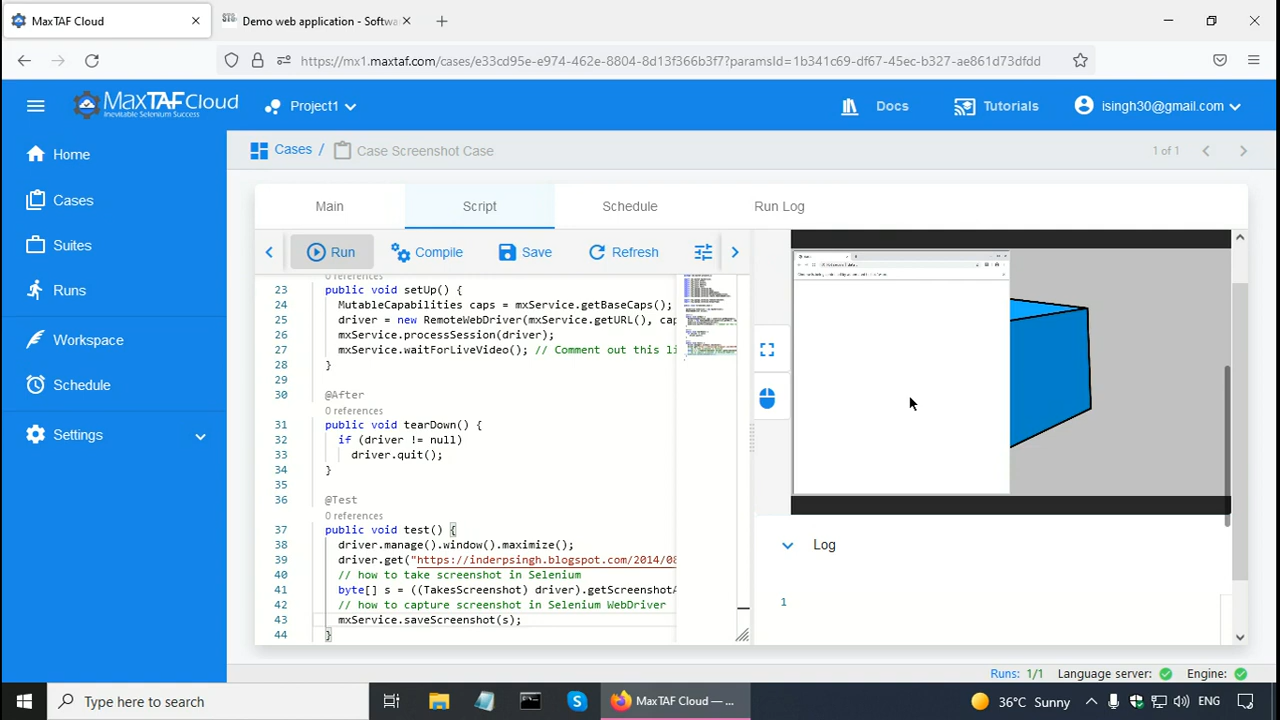 MaxTAF Cloud
Demo web application - Softwa
https://mx1.maxtaf.com/cases/e33cd95e-e974-462e-8804-8d13f366b3f7?paramsId=1b341c69-df67-45ec-b327-ae861d73dfdd
MaxTAFCloud
Inevitable Selenium Success
Project1
Docs
Tutorials
isingh30@gmail.com
Home
Cases
Suites
Runs
Workspace
Schedule
Settings
Cases / Case Screenshot Case
1 of 1
Main
Script
Schedule
Run Log
Run
Compile
Save
Refresh
0 references
23 public void setUp() {
24 MutableCapabilities caps = mxService.getBaseCaps();
25 driver = new RemoteWebDriver(mxService.getURL(), cap
26 mxService.processSession(driver);
27 mxService.waitForLiveVideo(); // Comment out this li
28 }
29
30 @After
0 references
31 public void tearDown() {
32 if (driver != null)
33 driver.quit();
34 }
35
36 @Test
0 references
37 public void test() {
38 driver.manage().window().maximize();
39 driver.get("https://inderpsingh.blogspot.com/2014/08
40 // how to take screenshot in Selenium
41 byte[] s = ((TakesScreenshot) driver).getScreenshotA
42 // how to capture screenshot in Selenium WebDriver
43 mxService.saveScreenshot(s);
44 }
Log
1
Runs: 1/1
Language server:
Engine:
Type here to search
MaxTAF Cloud — ...
36°C Sunny
ENG